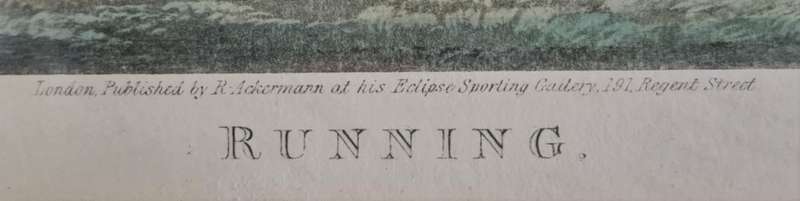 London, Published by R. Ackermann at his Eclipse Sporting Gallery, 191, Regent Street
RUNNING.